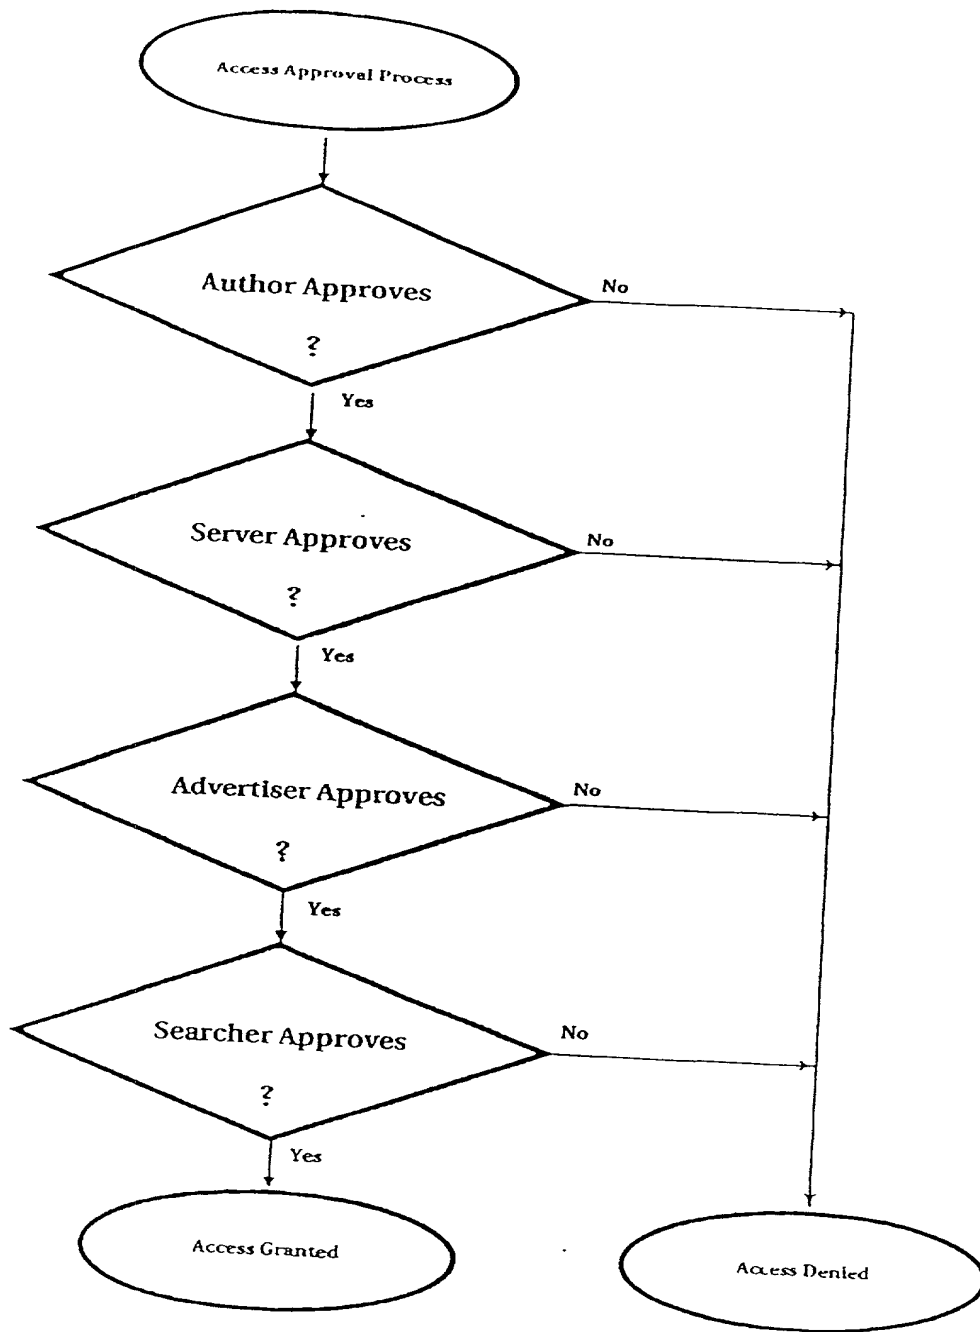 Access Approval Process
Author Approves
No
?
Yes
Server Approves
No
?
Yes
Advertiser Approves
No
?
Yes
Searcher Approves
No
?
Yes
Access Granted
Access Denied